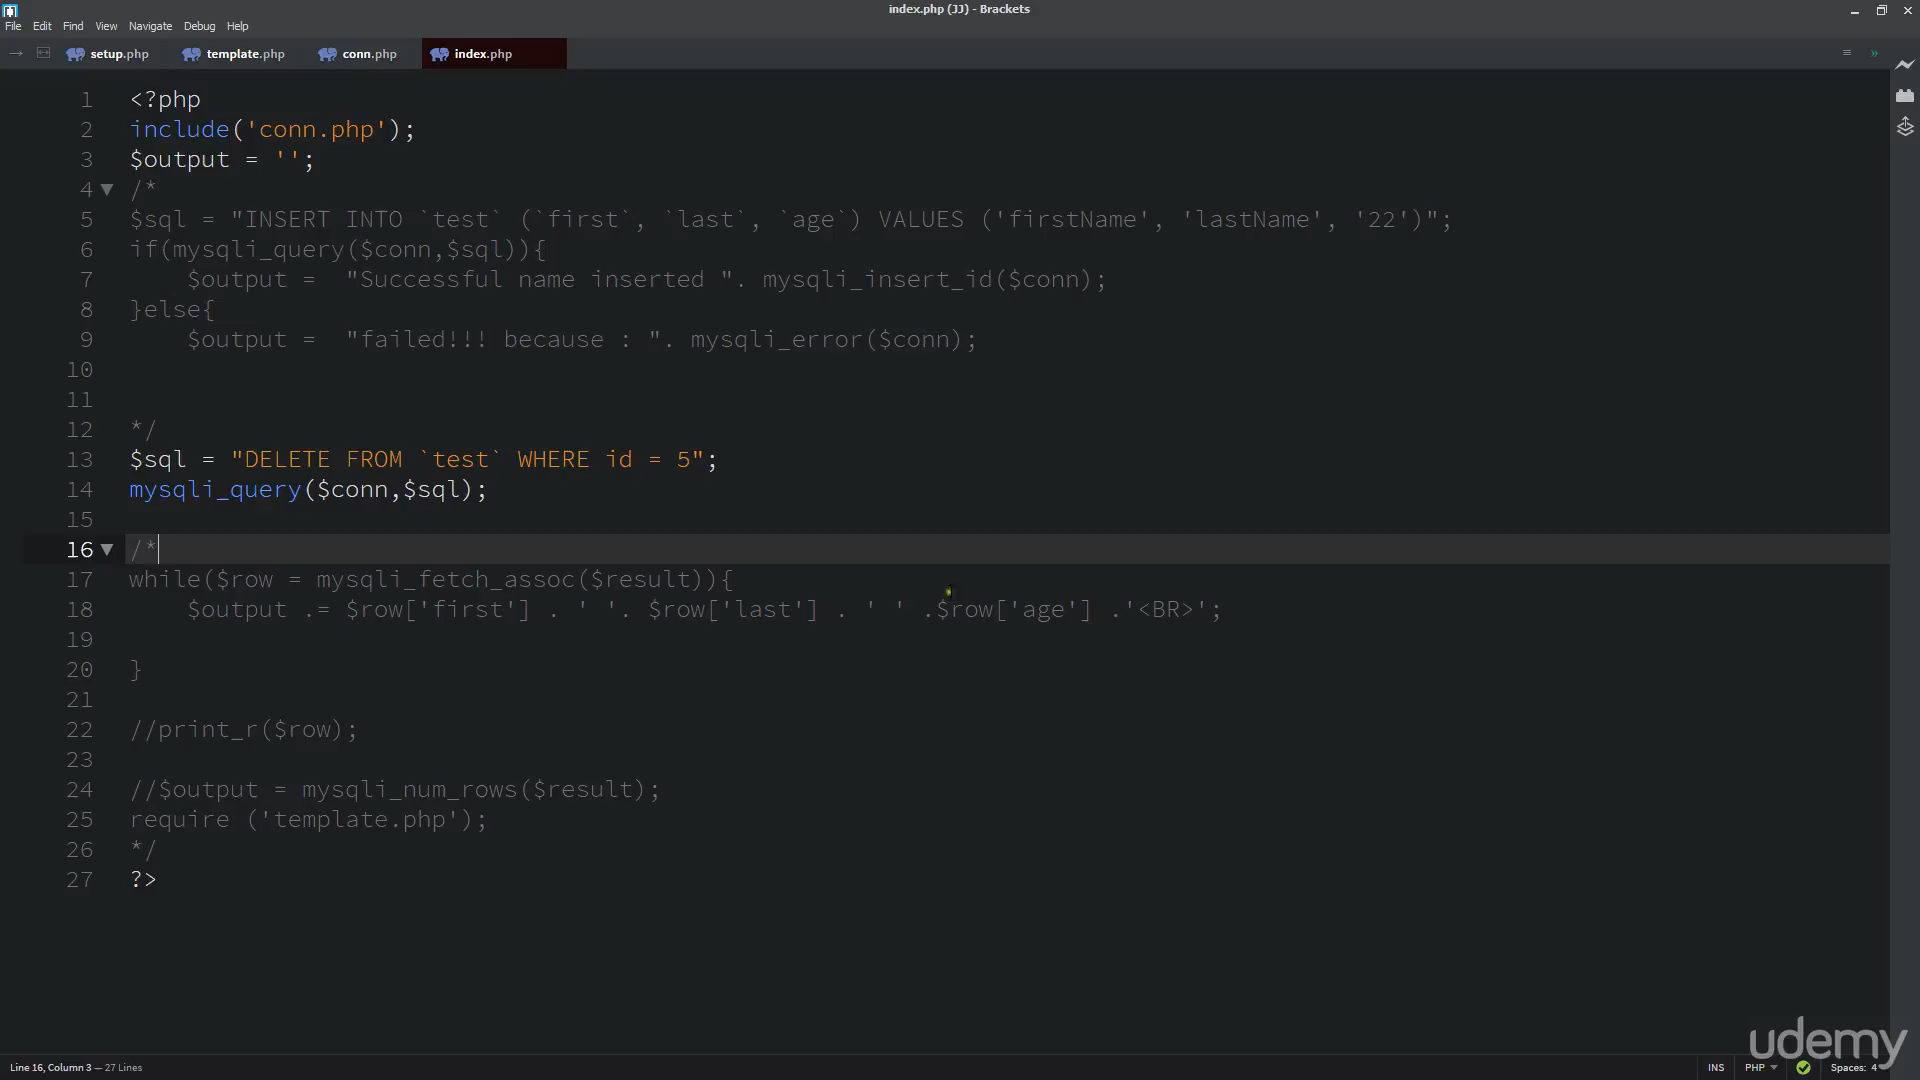 index.php (JJ) - Brackets
File Edit Find View Navigate Debug Help
setup.php template.php conn.php index.php
1 <?php
2 include('conn.php');
3 $output = '';
4 /*
5 $sql = "INSERT INTO `test` (`first`, `last`, `age`) VALUES ('firstName', 'lastName', '22')";
6 if(mysqli_query($conn,$sql)){
7     $output =  "Successful name inserted ". mysqli_insert_id($conn);
8 }else{
9     $output =  "failed!!! because : ". mysqli_error($conn);
10
11
12 */
13 $sql = "DELETE FROM `test` WHERE id = 5";
14 mysqli_query($conn,$sql);
15
16 /*
17 while($row = mysqli_fetch_assoc($result)){
18     $output .= $row['first'] . ' '. $row['last'] . ' ' .$row['age'] .'<BR>';
19
20 }
21
22 //print_r($row);
23
24 //$output = mysqli_num_rows($result);
25 require ('template.php');
26 */
27 ?>
udemy
Line 16, Column 3 — 27 Lines
INS PHP Spaces: 4